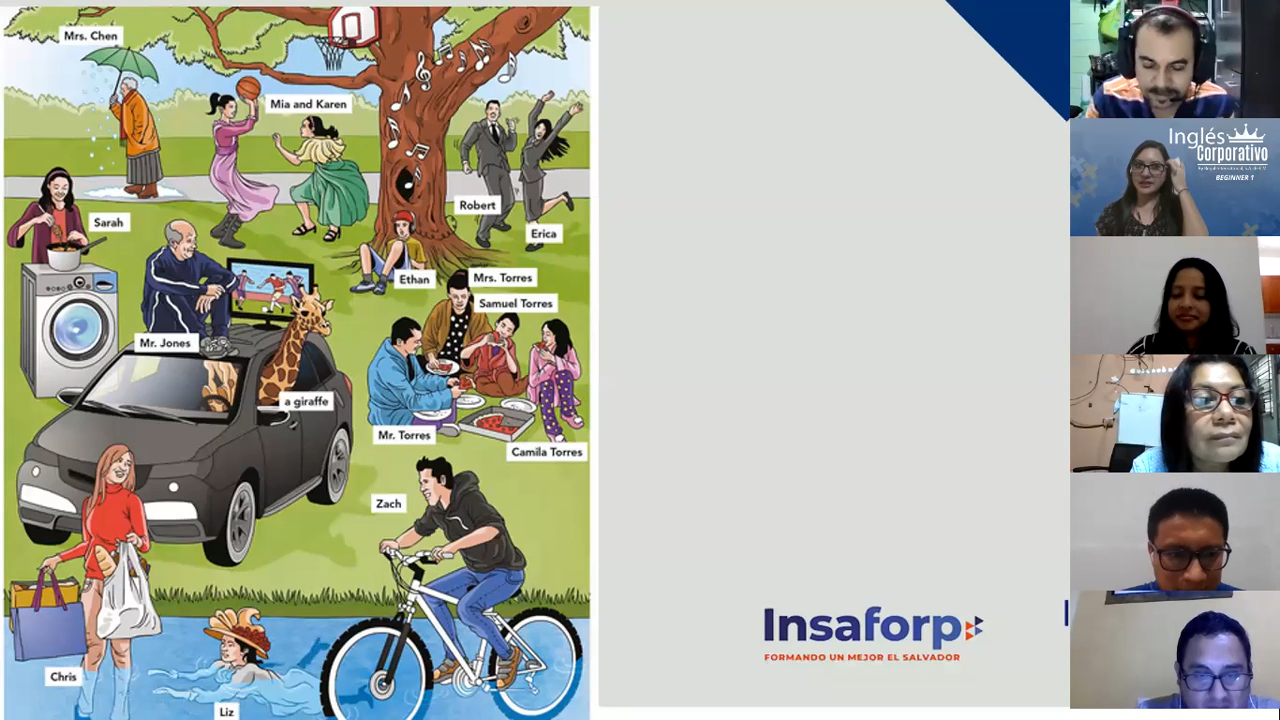 Mrs. Chen
Mia and Karen
Sarah
Robert
Erica
Ethan
Mrs. Torres
Samuel Torres
Mr. Jones
a giraffe
Mr. Torres
Camila Torres
Zach
Chris
Liz
Insaforp
FORMANDO UN MEJOR EL SALVADOR
Inglés
Corporativo
BEGINNER 1